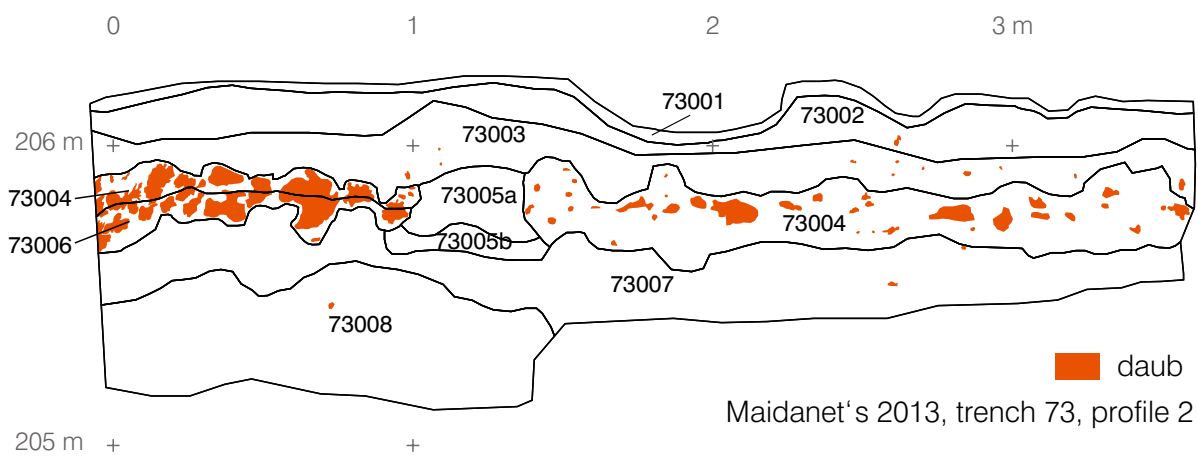 0 1 2 3 m
73001
73002
206 m
73003
73004
73005a
73004
73006
73005b
73007
73008
daub
Maidanet‘s 2013, trench 73, profile 2
205 m